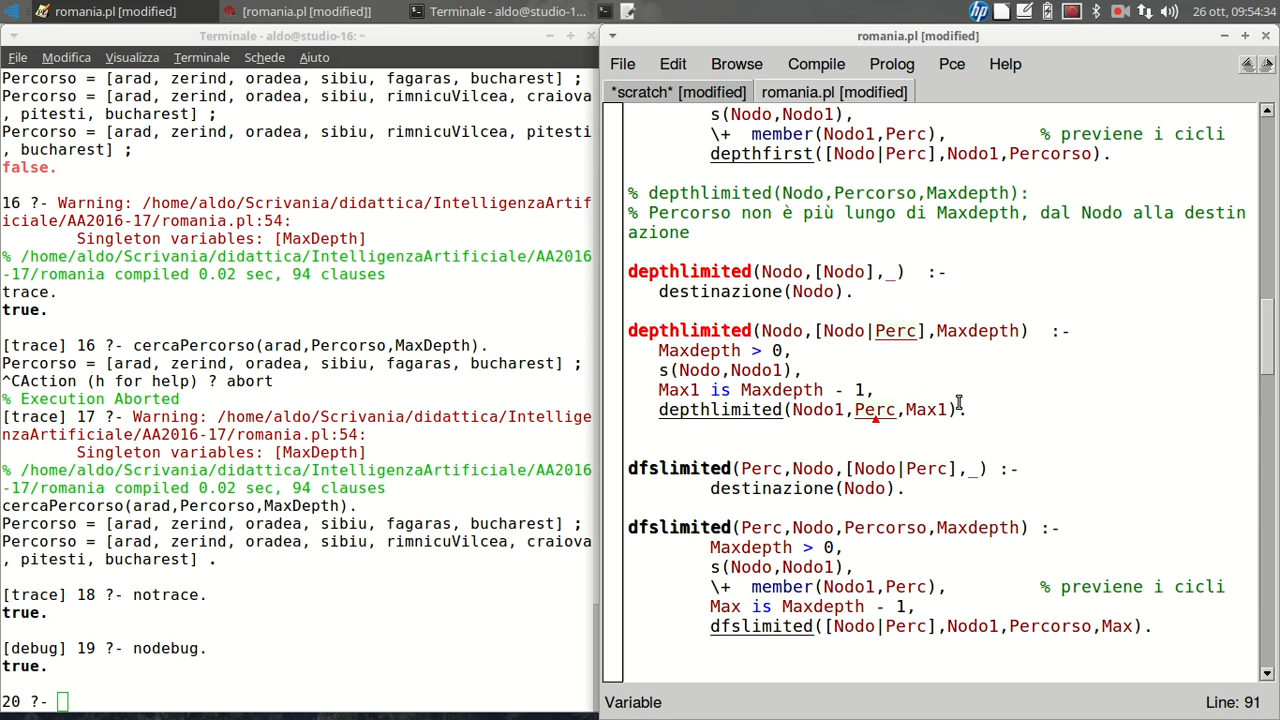 romania.pl [modified]
[romania.pl [modified]]
Terminale - aldo@studio-1...
26 ott, 09:54:34
Terminale - aldo@studio-16: ~
File Modifica Visualizza Terminale Schede Aiuto
Percorso = [arad, zerind, oradea, sibiu, fagaras, bucharest] ;
Percorso = [arad, zerind, oradea, sibiu, rimnicuVilcea, craiova
, pitesti, bucharest] ;
Percorso = [arad, zerind, oradea, sibiu, rimnicuVilcea, pitesti
, bucharest] ;
false.
16 ?- Warning: /home/aldo/Scrivania/didattica/IntelligenzaArtif
iciale/AA2016-17/romania.pl:54:
Singleton variables: [MaxDepth]
% /home/aldo/Scrivania/didattica/IntelligenzaArtificiale/AA2016
-17/romania compiled 0.02 sec, 94 clauses
trace.
true.
[trace] 16 ?- cercaPercorso(arad,Percorso,MaxDepth).
Percorso = [arad, zerind, oradea, sibiu, fagaras, bucharest] ;
^CAction (h for help) ? abort
% Execution Aborted
[trace] 17 ?- Warning: /home/aldo/Scrivania/didattica/Intellige
nzaArtificiale/AA2016-17/romania.pl:54:
Singleton variables: [MaxDepth]
% /home/aldo/Scrivania/didattica/IntelligenzaArtificiale/AA2016
-17/romania compiled 0.02 sec, 94 clauses
cercaPercorso(arad,Percorso,MaxDepth).
Percorso = [arad, zerind, oradea, sibiu, fagaras, bucharest] ;
Percorso = [arad, zerind, oradea, sibiu, rimnicuVilcea, craiova
, pitesti, bucharest] .
[trace] 18 ?- notrace.
true.
[debug] 19 ?- nodebug.
true.
20 ?-
romania.pl [modified]
File Edit Browse Compile Prolog Pce Help
*scratch* [modified] romania.pl [modified]
s(Nodo,Nodo1),
\+ member(Nodo1,Perc), % previene i cicli
depthfirst([Nodo|Perc],Nodo1,Percorso).
% depthlimited(Nodo,Percorso,Maxdepth):
% Percorso non è più lungo di Maxdepth, dal Nodo alla destin
azione
depthlimited(Nodo,[Nodo],_) :-
destinazione(Nodo).
depthlimited(Nodo,[Nodo|Perc],Maxdepth) :-
Maxdepth > 0,
s(Nodo,Nodo1),
Max1 is Maxdepth - 1,
depthlimited(Nodo1,Perc,Max1).
dfslimited(Perc,Nodo,[Nodo|Perc],_) :-
destinazione(Nodo).
dfslimited(Perc,Nodo,Percorso,Maxdepth) :-
Maxdepth > 0,
s(Nodo,Nodo1),
\+ member(Nodo1,Perc), % previene i cicli
Max is Maxdepth - 1,
dfslimited([Nodo|Perc],Nodo1,Percorso,Max).
Variable
Line: 91